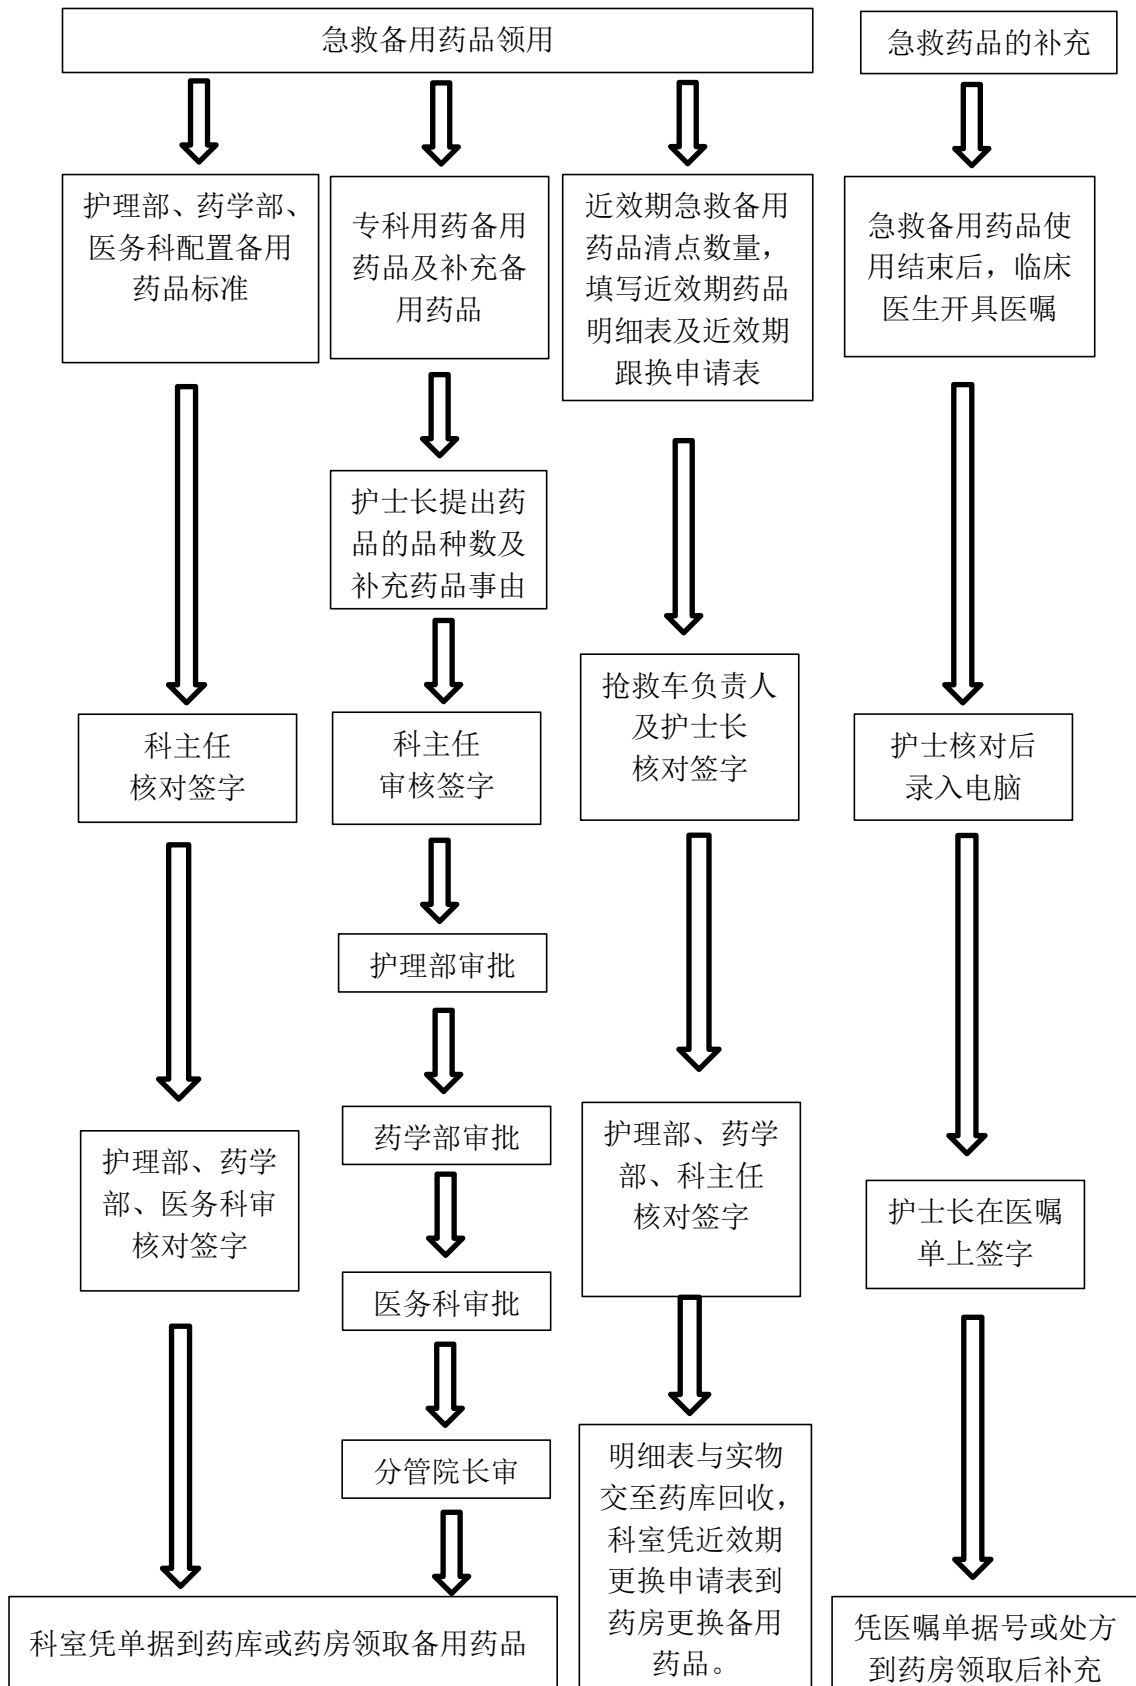 急救备用药品领用
急救药品的补充
护理部、药学部、
医务科配置备用
药品标准
专科用药备用
药品及补充备
用药品
近效期急救备用
药品清点数量，
填写近效期药品
明细表及近效期
跟换申请表
急救备用药品使
用结束后，临床
医生开具医嘱
护士长提出药
品的品种数及
补充药品事由
科主任
核对签字
科主任
审核签字
抢救车负责人
及护士长
核对签字
护士核对后
录入电脑
护理部审批
药学部审批
护理部、药学
部、医务科审
核对签字
护理部、药学
部、科主任
核对签字
护士长在医嘱
单上签字
医务科审批
分管院长审
科室凭单据到药库或药房领取备用药品
明细表与实物
交至药库回收，
科室凭近效期
更换申请表到
药房更换备用
药品。
凭医嘱单据号或处方
到药房领取后补充